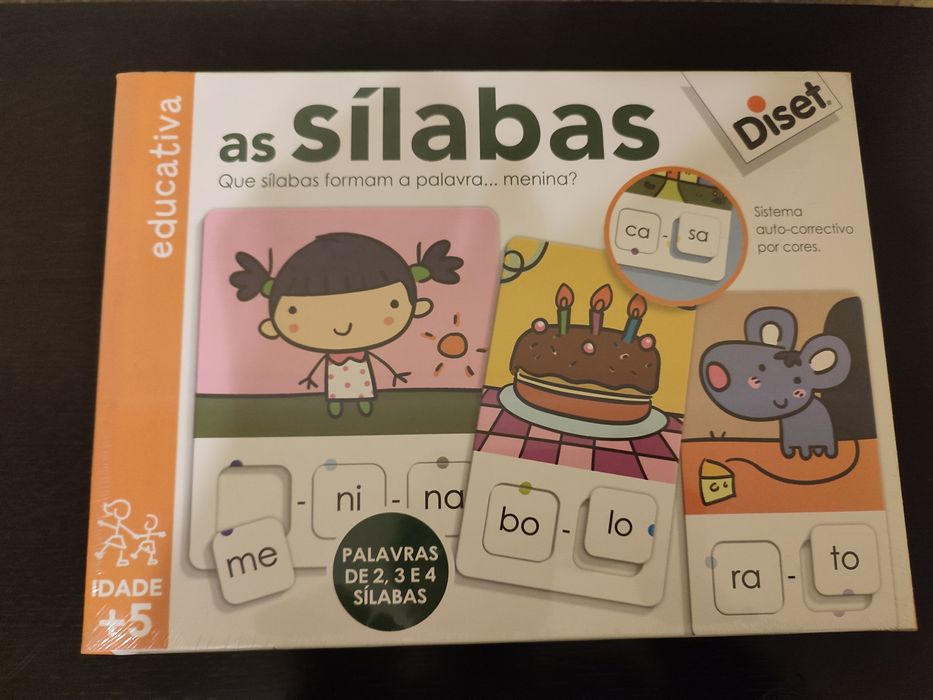 educativa
as sílabas
Diset
Que sílabas formam a palavra... menina?
ca - sa
Sistema
auto-correctivo
por cores.
- ni - na
me
bo - lo
ra - to
PALAVRAS
DE 2, 3 E 4
SÍLABAS
IDADE
+5